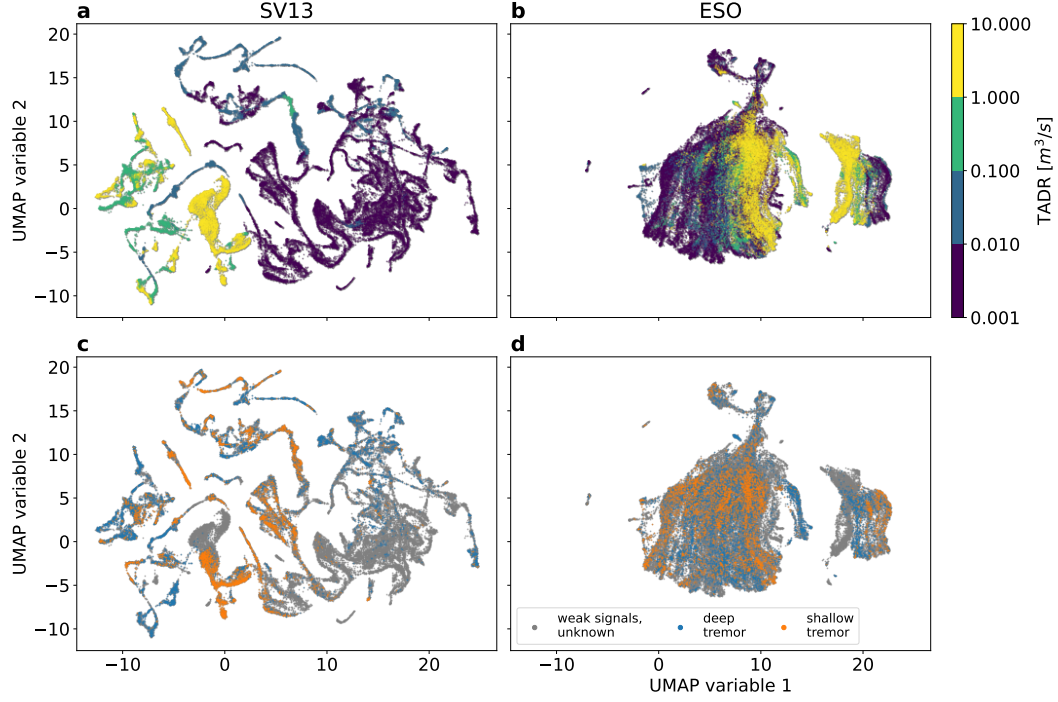 a SV13
b ESO
UMAP variable 2
20
15
10
5
0
−5
−10
10.000
1.000
0.100
0.010
0.001
TADR [m³/s]
c
d
UMAP variable 2
20
15
10
5
0
−5
−10
−10 0 10 20
−10 0 10 20
UMAP variable 1
weak signals,
unknown
deep
tremor
shallow
tremor